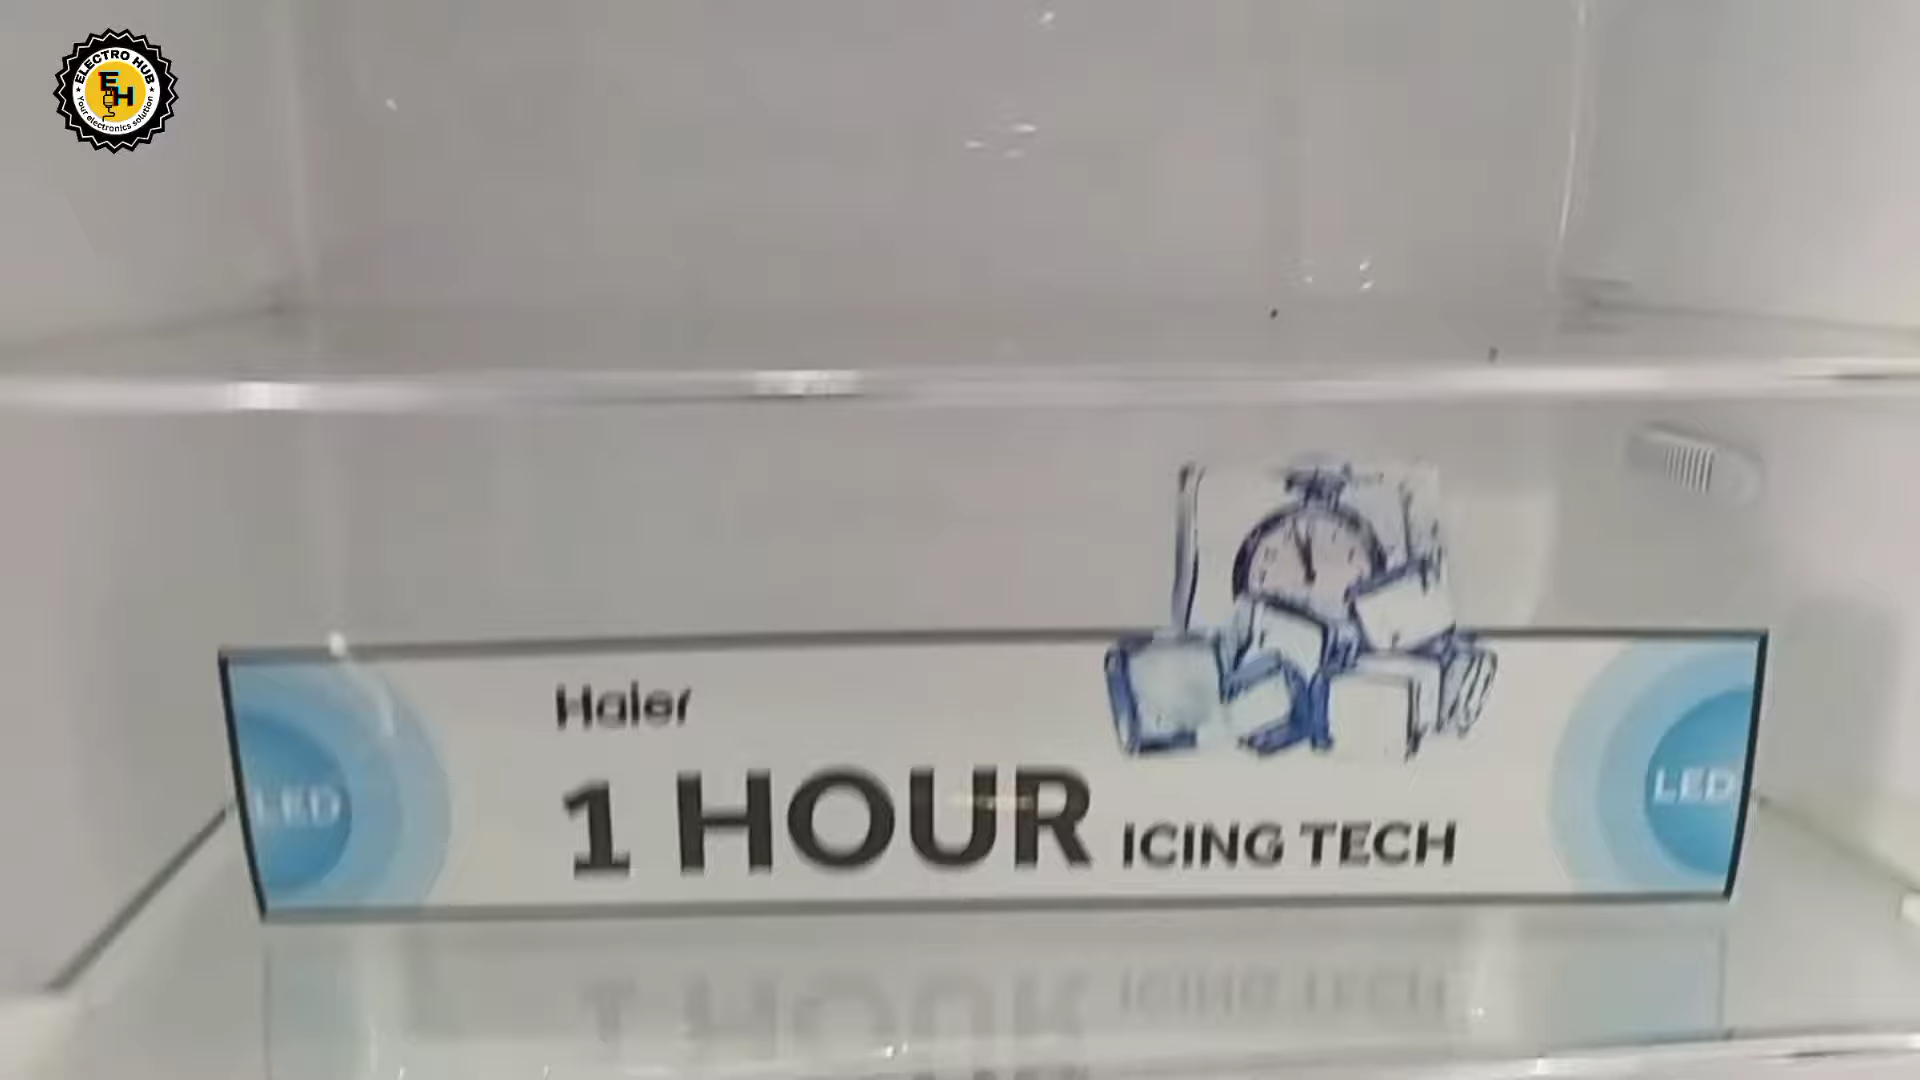 ELECTRO HUB
EH
Your electronics solution
Haier
1 HOUR ICING TECH
LED
LED